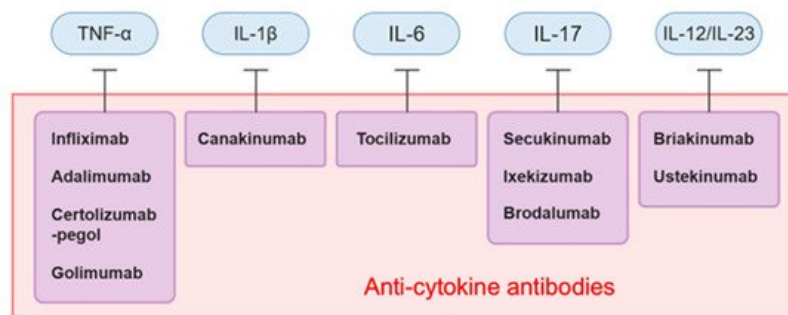 TNF-α
IL-1β
IL-6
IL-17
IL-12/IL-23
Infliximab
Adalimumab
Certolizumab
-pegol
Golimumab
Canakinumab
Tocilizumab
Secukinumab
Ixekizumab
Brodalumab
Briakinumab
Ustekinumab
Anti-cytokine antibodies